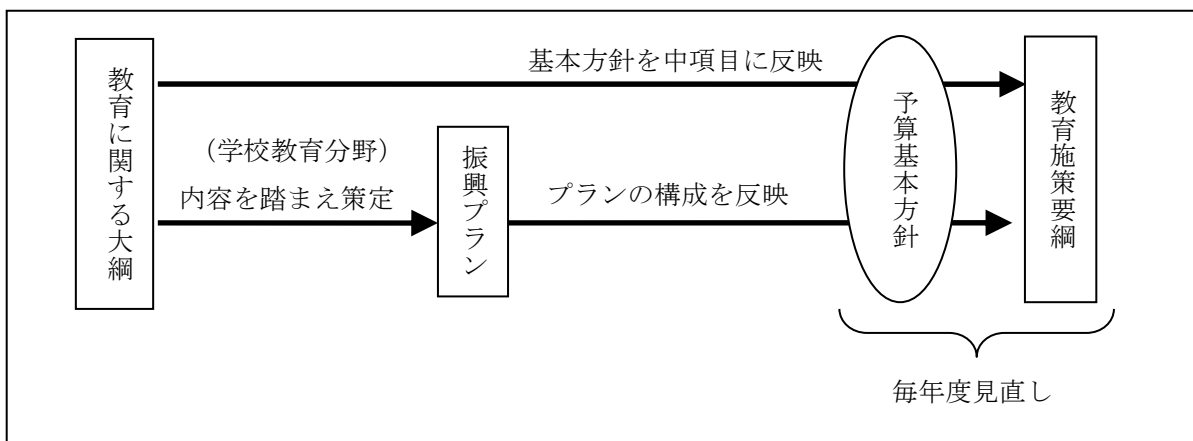 教育に関する大綱
基本方針を中項目に反映
（学校教育分野）
内容を踏まえ策定
振興プラン
プランの構成を反映
予算基本方針
教育施策要綱
毎年度見直し